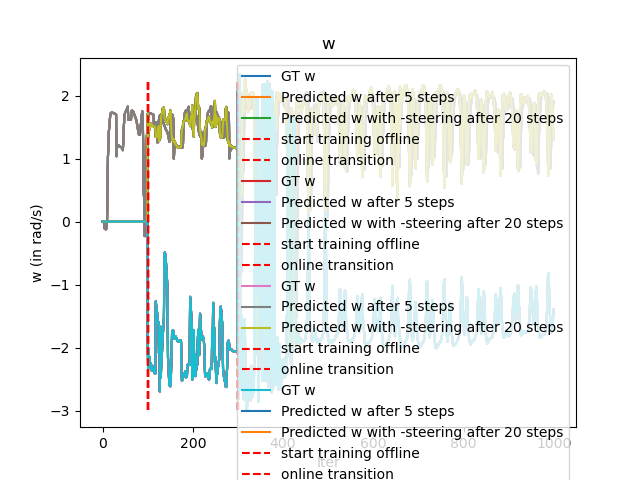 w
w (in rad/s)
2
1
0
−1
−2
−3
0
200
400
600
800
1000
iter
GT w
Predicted w after 5 steps
Predicted w with -steering after 20 steps
start training offline
online transition
GT w
Predicted w after 5 steps
Predicted w with -steering after 20 steps
start training offline
online transition
GT w
Predicted w after 5 steps
Predicted w with -steering after 20 steps
start training offline
online transition
GT w
Predicted w after 5 steps
Predicted w with -steering after 20 steps
start training offline
online transition